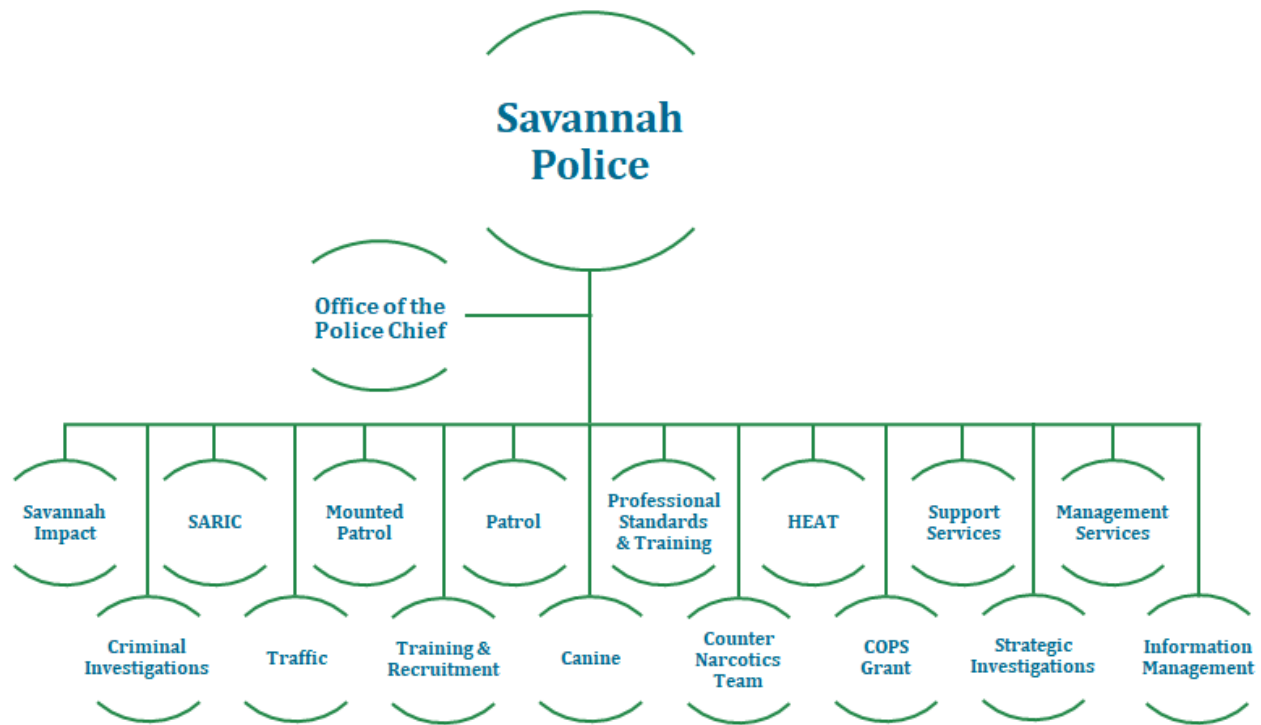 Savannah
Police
Office of the
Police Chief
Savannah
Impact
SARIC
Mounted
Patrol
Patrol
Professional
Standards
& Training
HEAT
Support
Services
Management
Services
Criminal
Investigations
Traffic
Training &
Recruitment
Canine
Counter
Narcotics
Team
COPS
Grant
Strategic
Investigations
Information
Management